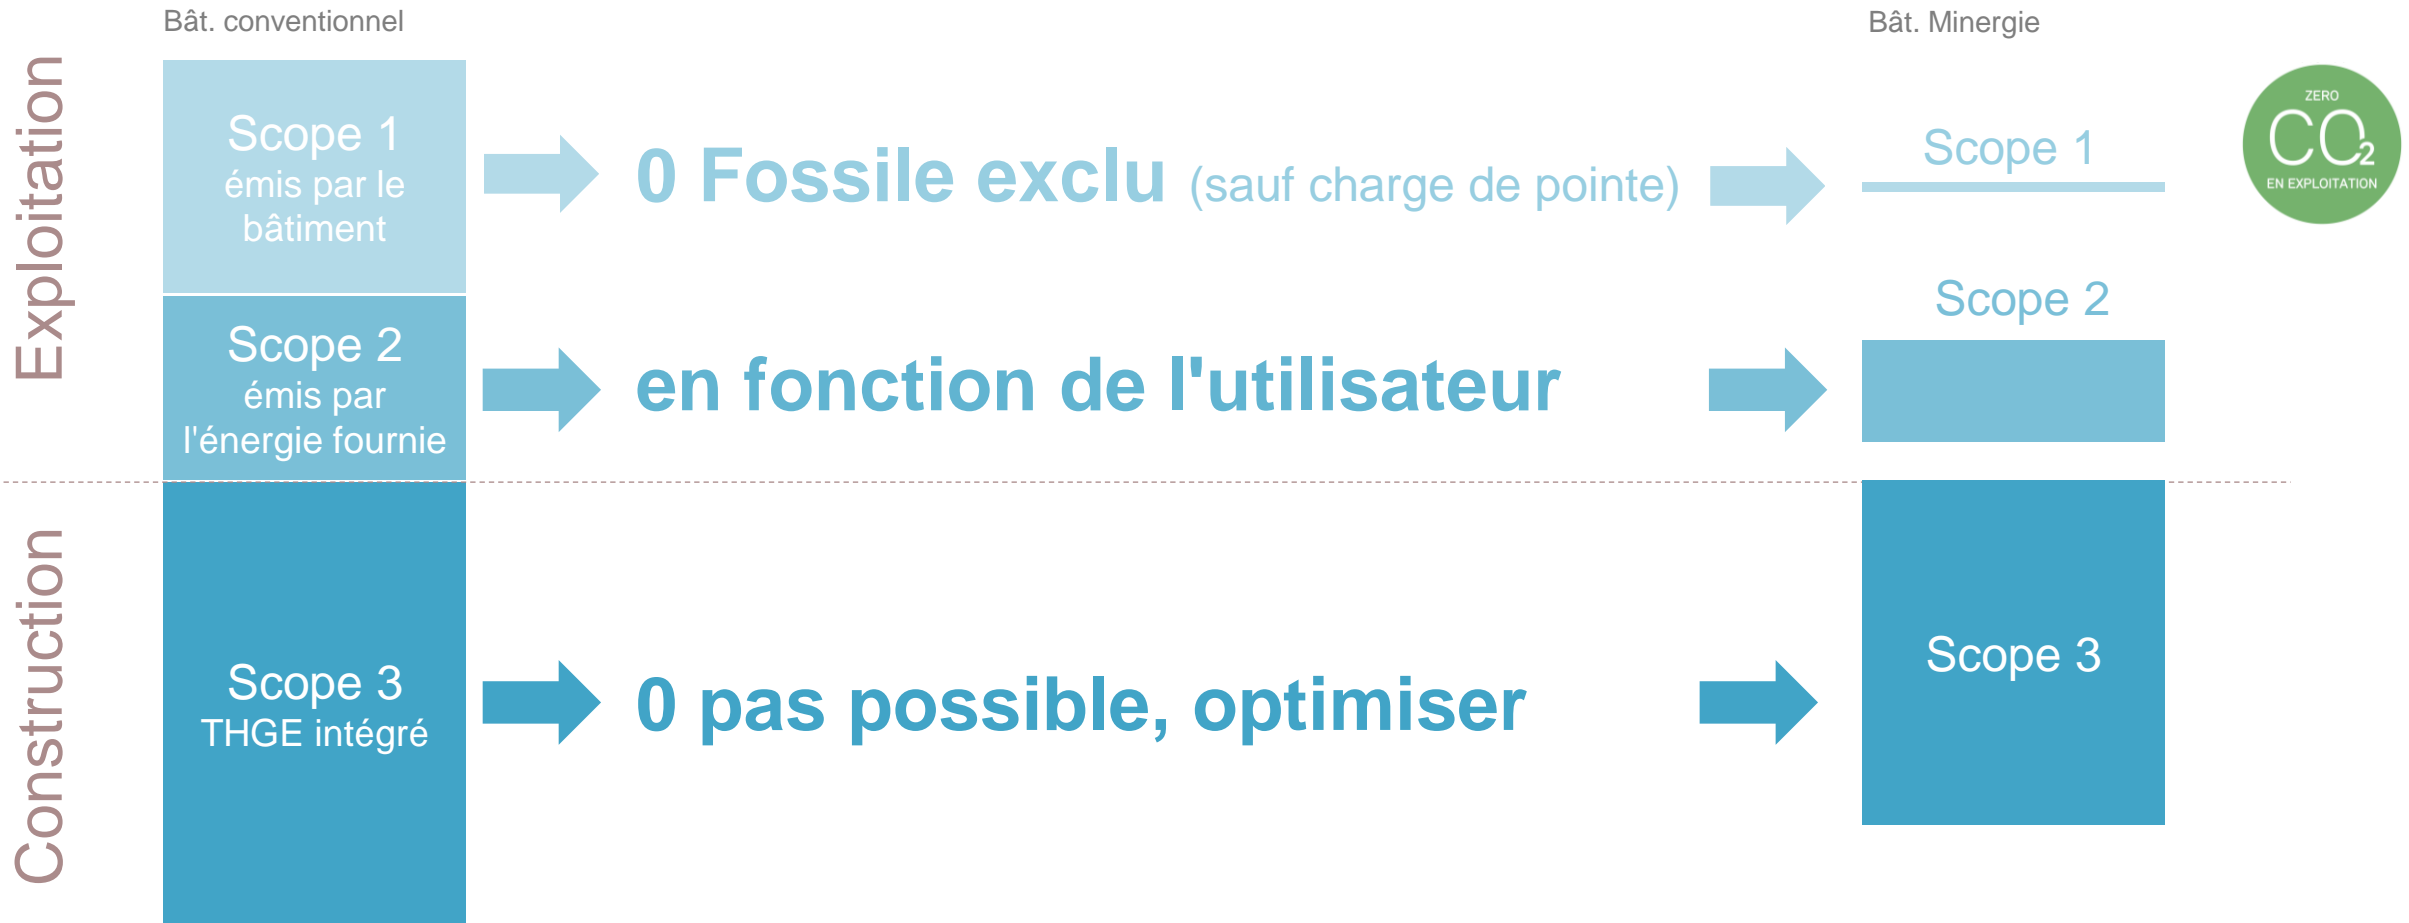 Bât. conventionnel
Bât. Minergie
Exploitation
Scope 1
émis par le
bâtiment
0 Fossile exclu (sauf charge de pointe)
Scope 1
ZERO
CO2
EN EXPLOITATION
Scope 2
émis par
l'énergie fournie
en fonction de l'utilisateur
Scope 2
Construction
Scope 3
THGE intégré
0 pas possible, optimiser
Scope 3